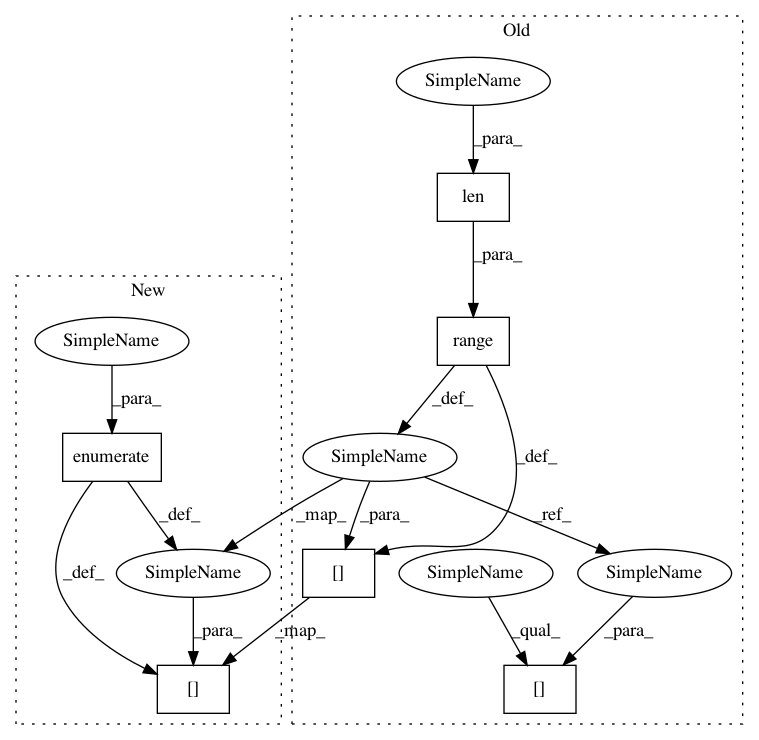 Old
SimpleName
_para_
len
_para_
New
SimpleName
range
_para_
_def_
enumerate
SimpleName
_def_
_def_
_map_
_para_
_ref_
_def_
SimpleName
[]
SimpleName
SimpleName
_para_
_map_
_qual_
_para_
[]
[]